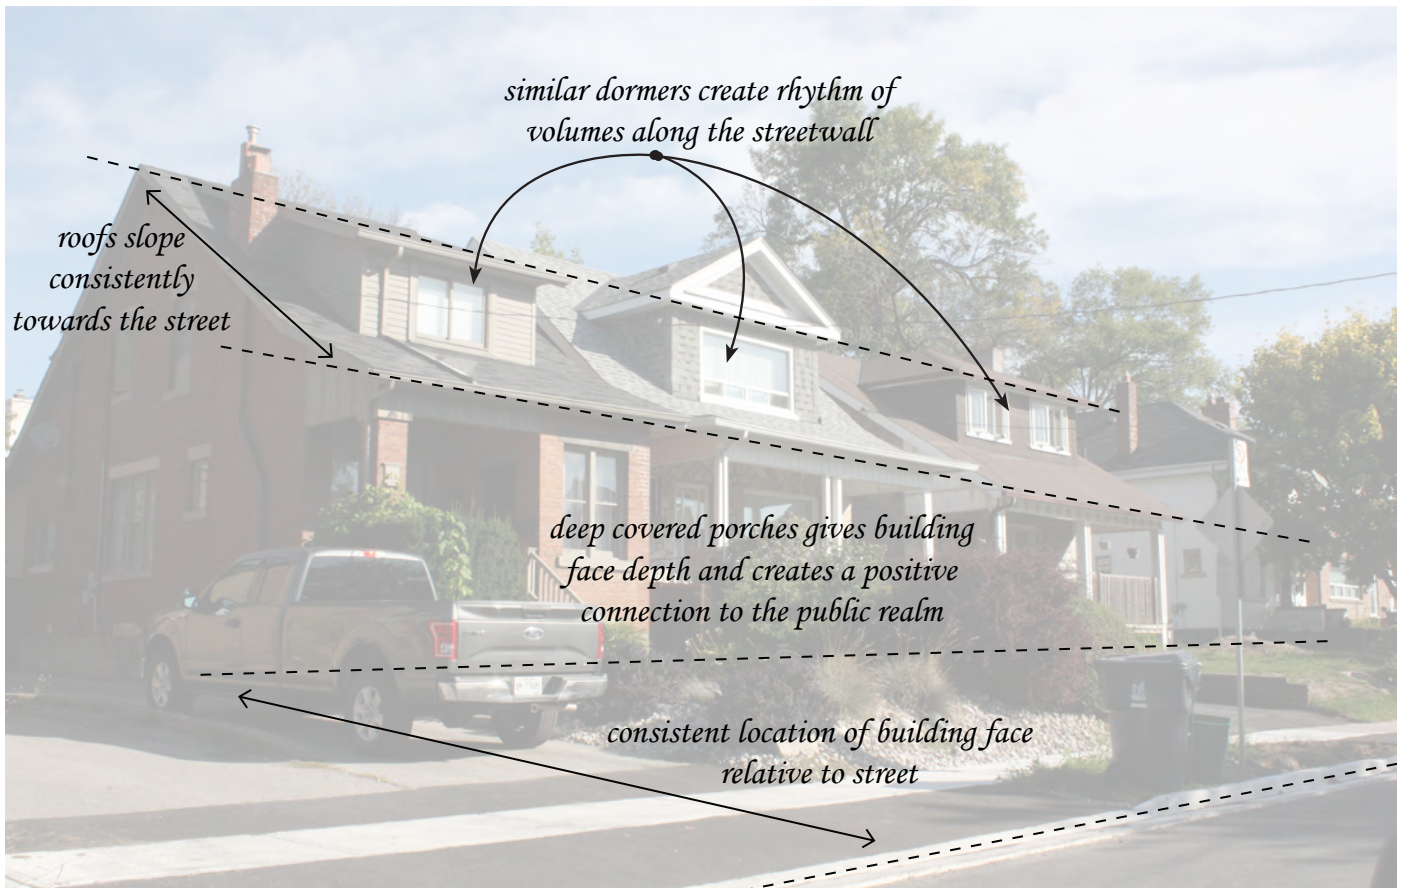 similar dormers create rhythm of
volumes along the streetwall
roofs slope
consistently
towards the street
deep covered porches gives building
face depth and creates a positive
connection to the public realm
consistent location of building face
relative to street